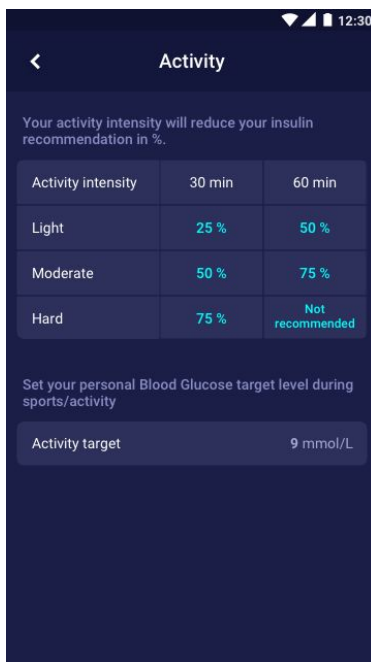 12:30
Activity
Your activity intensity will reduce your insulin
recommendation in %.
Activity intensity 30 min 60 min
Light 25 % 50 %
Moderate 50 % 75 %
Hard 75 % Not
recommended
Set your personal Blood Glucose target level during
sports/activity
Activity target 9 mmol/L